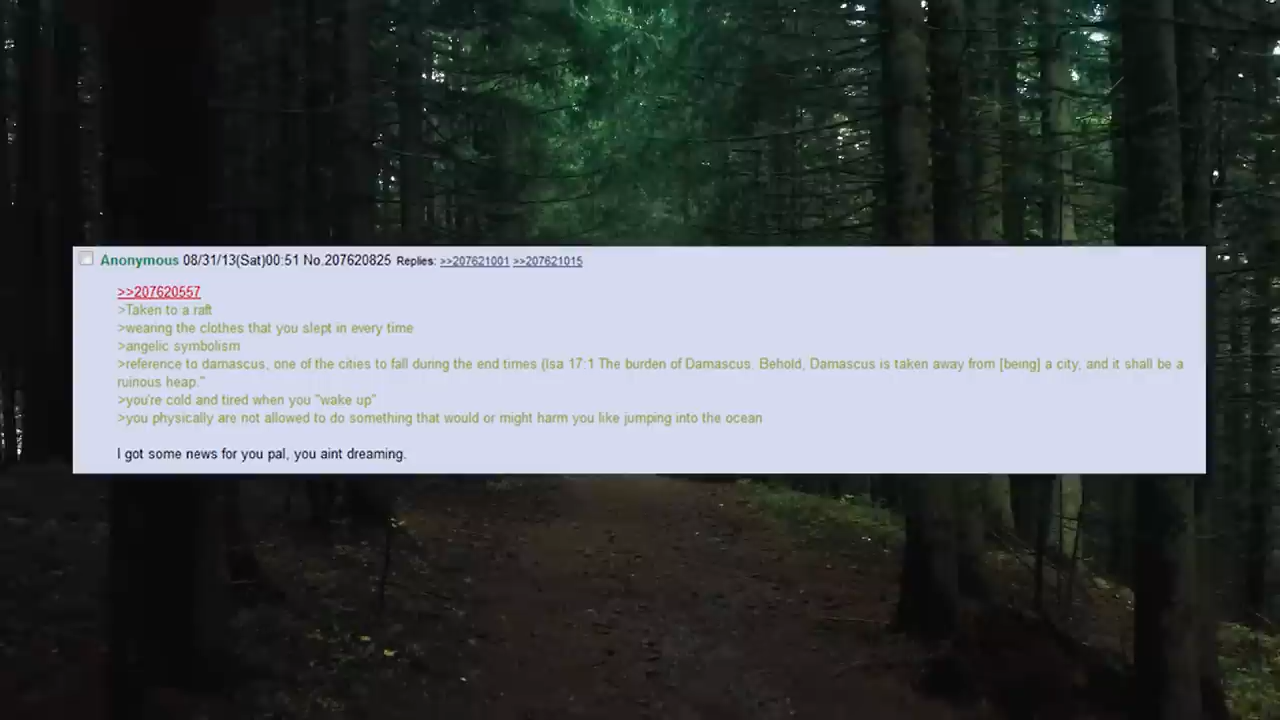 Anonymous 08/31/13(Sat)00:51 No.207620825 Replies: >>207621001 >>207621015
>>207620557
>Taken to a raft
>wearing the clothes that you slept in every time
>angelic symbolism
>reference to damascus, one of the cities to fall during the end times (Isa 17:1 The burden of Damascus. Behold, Damascus is taken away from [being] a city, and it shall be a
ruinous heap."
>you're cold and tired when you "wake up"
>you physically are not allowed to do something that would or might harm you like jumping into the ocean
I got some news for you pal, you aint dreaming.